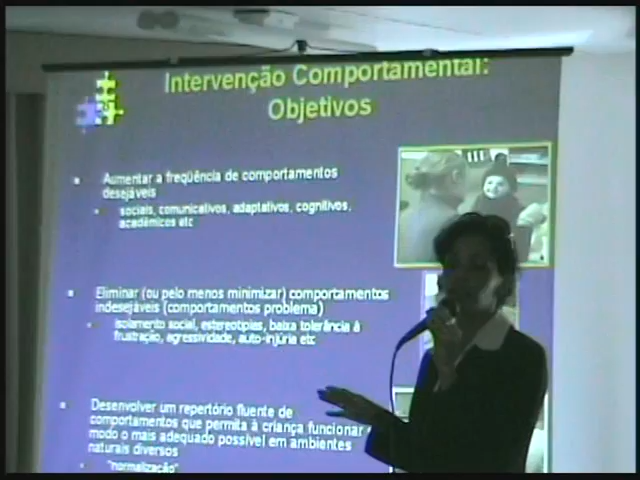 Intervenção Comportamental:
Objetivos
Aumentar a freqüência de comportamentos
desejáveis
sociais, comunicativos, adaptativos, cognitivos,
acadêmicos etc
Eliminar (ou pelo menos minimizar) comportamentos
indesejáveis (comportamentos problema)
isolamento social, estereotipias, baixa tolerância à
frustração, agressividade, auto-injúria etc
Desenvolver um repertório fluente de
comportamentos que permita à criança funcionar
modo o mais adequado possível em ambientes
naturais diversos
"normalização"